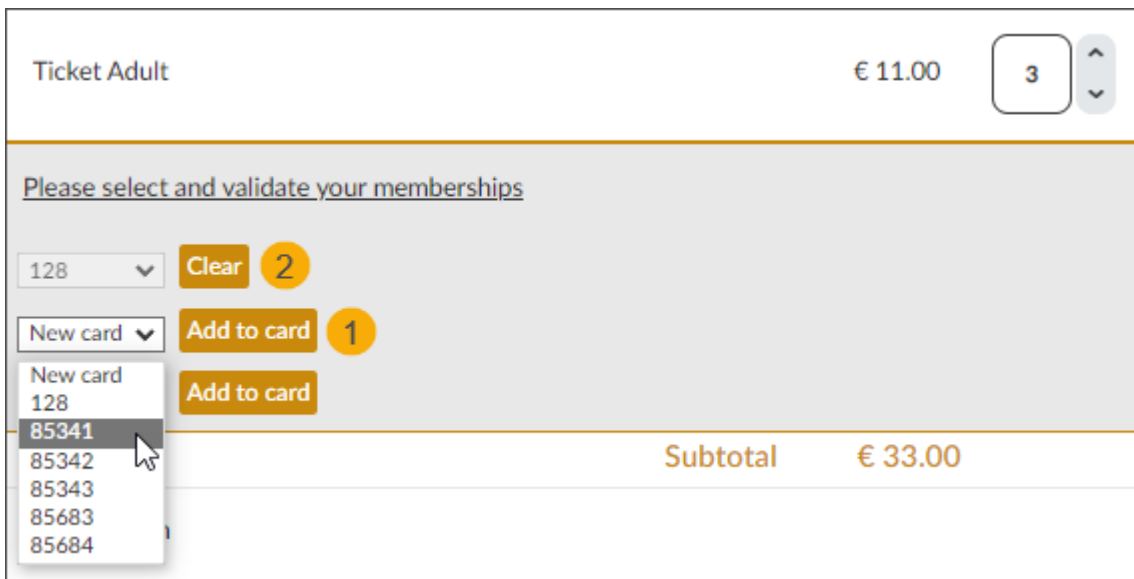 Ticket Adult € 11.00 3
Please select and validate your memberships
128 Clear 2
New card Add to card 1
New card
128
Add to card
85341
85342
Subtotal € 33.00
85343
85683
85684